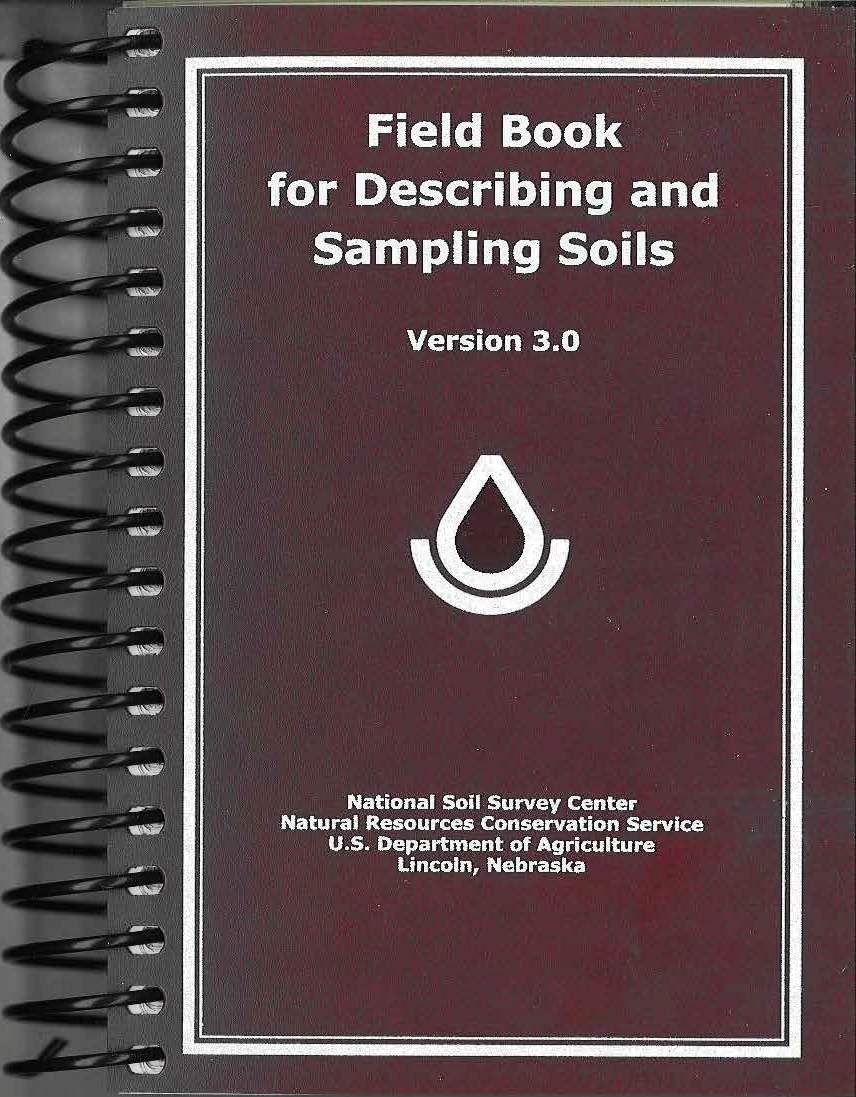 Field Book
for Describing and
Sampling Soils
Version 3.0
National Soil Survey Center
Natural Resources Conservation Service
U.S. Department of Agriculture
Lincoln, Nebraska